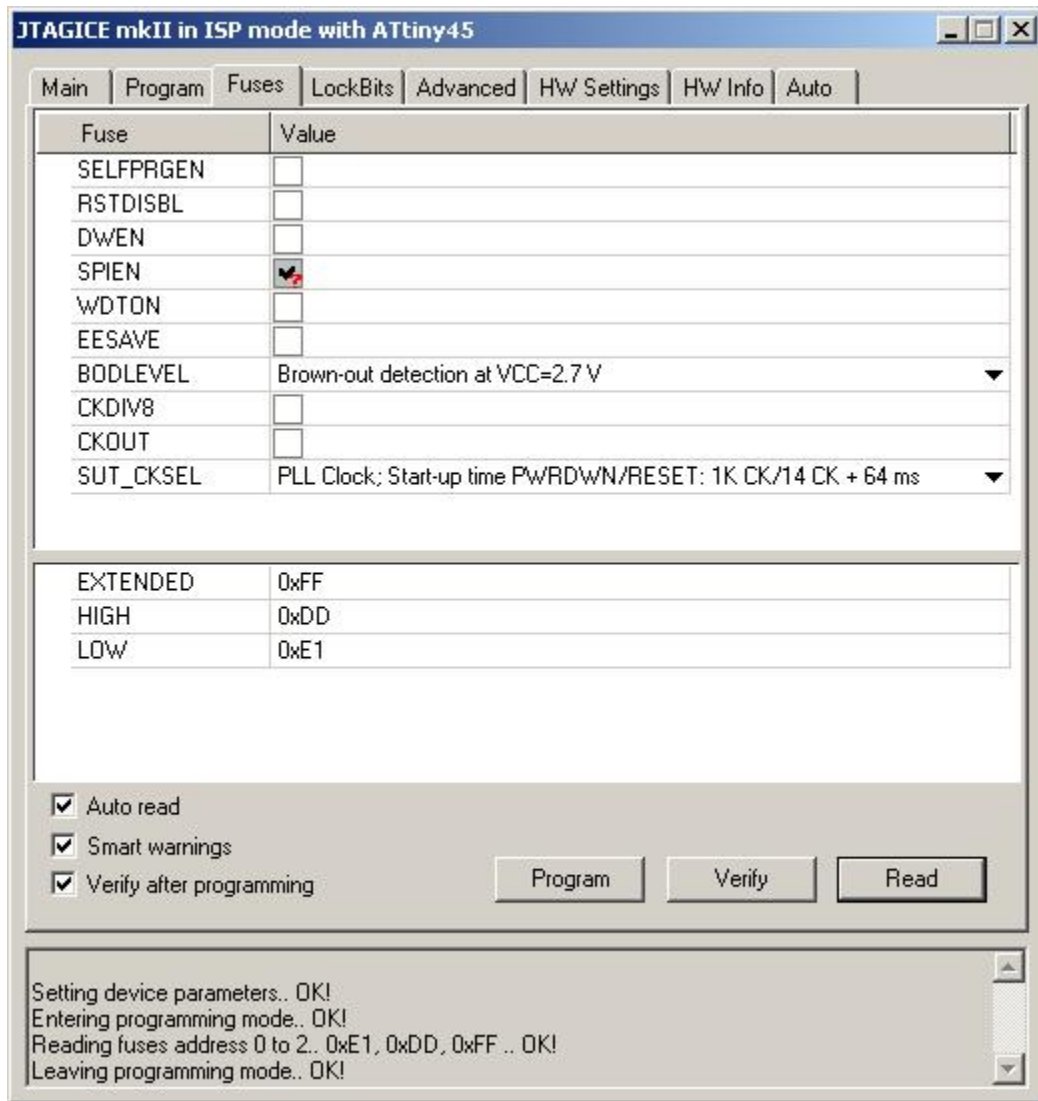 JTAGICE mkII in ISP mode with ATtiny45
Main Program Fuses LockBits Advanced HW Settings HW Info Auto
Fuse Value
SELFPRGEN
RSTDISBL
DWEN
SPIEN
WDTON
EESAVE
BODLEVEL Brown-out detection at VCC=2.7 V
CKDIV8
CKOUT
SUT_CKSEL PLL Clock; Start-up time PWRDWN/RESET: 1K CK/14 CK + 64 ms
EXTENDED 0xFF
HIGH 0xDD
LOW 0xE1
Auto read
Smart warnings
Verify after programming
Program Verify Read
Setting device parameters.. OK!
Entering programming mode.. OK!
Reading fuses address 0 to 2.. 0xE1, 0xDD, 0xFF .. OK!
Leaving programming mode.. OK!